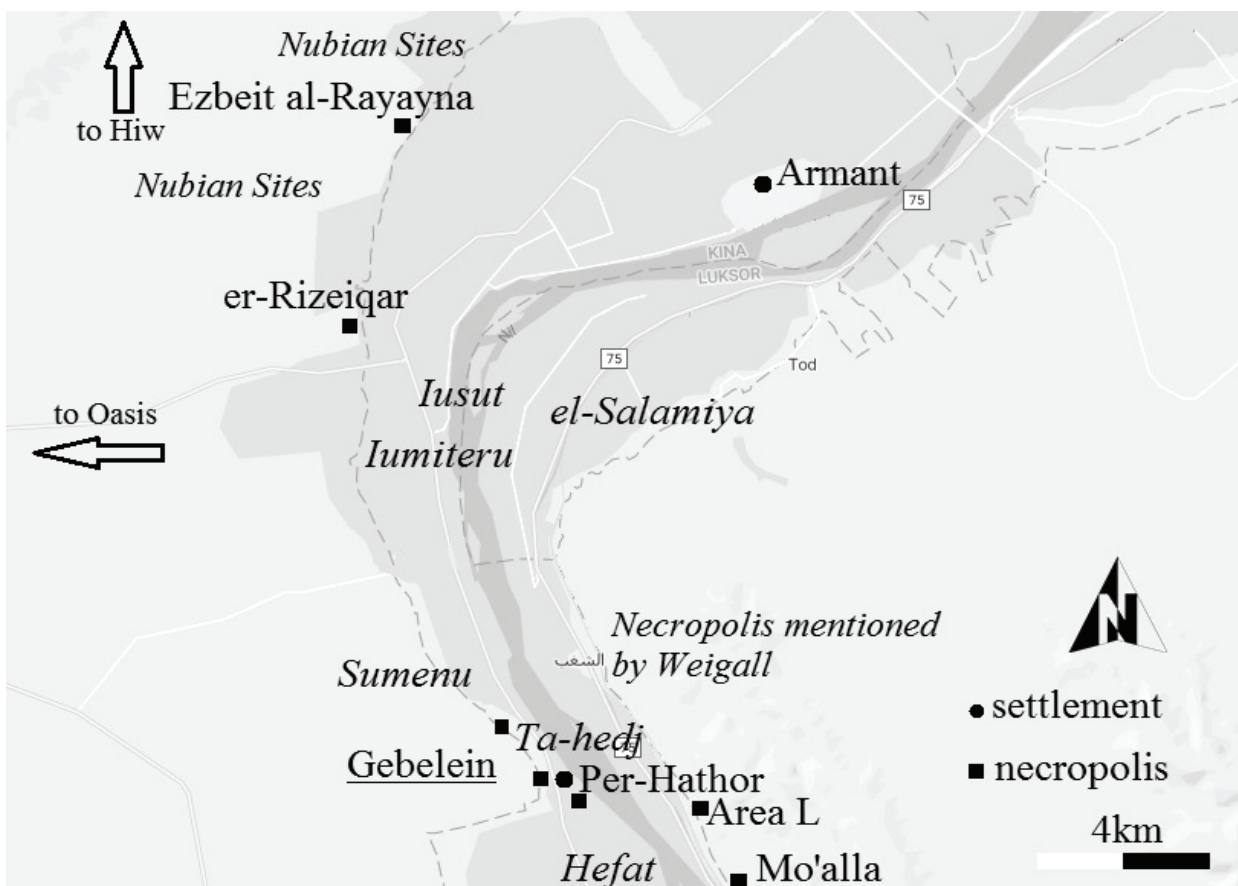 Nubian Sites
Ezbeit al-Rayayna
to Hiw
Nubian Sites
Armant
75
KINA
LUKSOR
er-Rizeiqar
Nil
75
Tod
Iusut
el-Salamiya
to Oasis
Iumiteru
Necropolis mentioned
by Weigall
الشغب
Sumenu
settlement
Ta-hedj
75
Gebelein
Per-Hathor
necropolis
Area L
4km
Hefat
Mo'alla
N